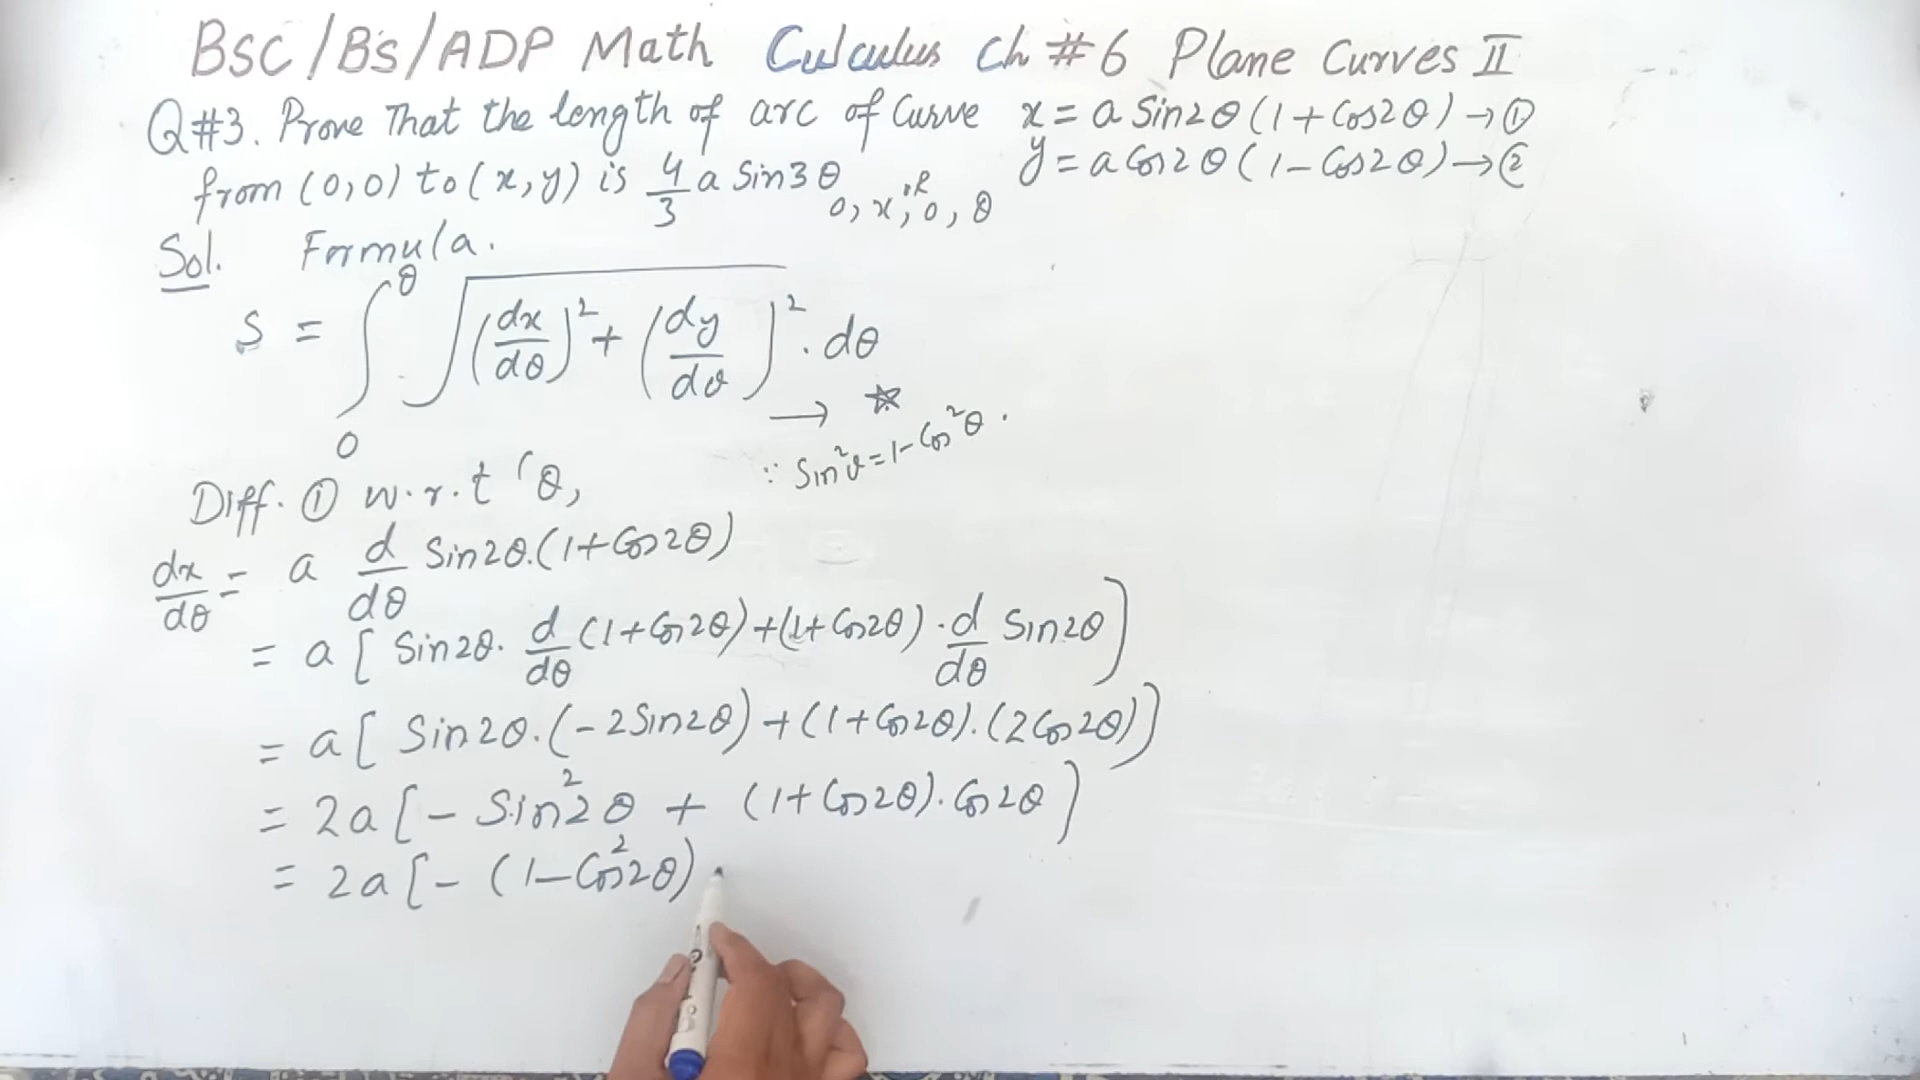 BSC/B's/ADP Math Calculus Ch # 6 Plane Curves II
Q#3. Prove That the length of arc of Curve x = a Sin2θ(1+Cos2θ) → ①
y = a Cos2θ(1-Cos2θ) → ②
from (0,0) to (x,y) is 4/3 a Sin3θ
0, x, 0, θ
Sol. Formula.
S = ∫₀^θ √((dx/dθ)² + (dy/dθ)²) . dθ
→ ☆
∵ Sin²θ = 1 - Cos²θ .
Diff. ① w.r.t 'θ,
dx/dθ = a d/dθ Sin2θ.(1+Cos2θ)
= a [ Sin2θ. d/dθ (1+Cos2θ) + (1+Cos2θ) . d/dθ Sin2θ ]
= a [ Sin2θ.(-2Sin2θ) + (1+Cos2θ).(2Cos2θ) ]
= 2a [ - Sin²2θ + (1+Cos2θ).Cos2θ ]
= 2a [ - (1-Cos²2θ)